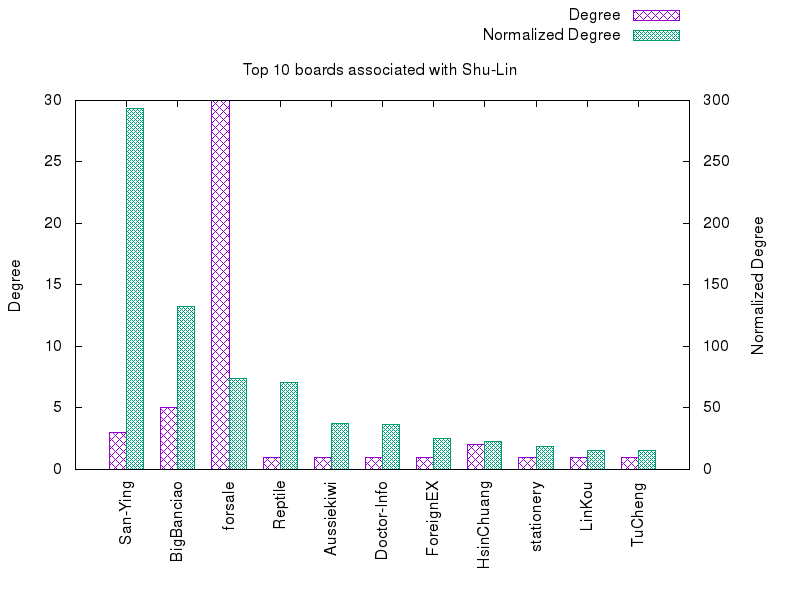 Degree
Normalized Degree
Top 10 boards associated with Shu-Lin
30 300
25 250
20 200
15 150
10 100
5 50
0 0
Degree
Normalized Degree
San-Ying
BigBanciao
forsale
Reptile
Aussiekiwi
Doctor-Info
ForeignEX
HsinChuang
stationery
LinKou
TuCheng